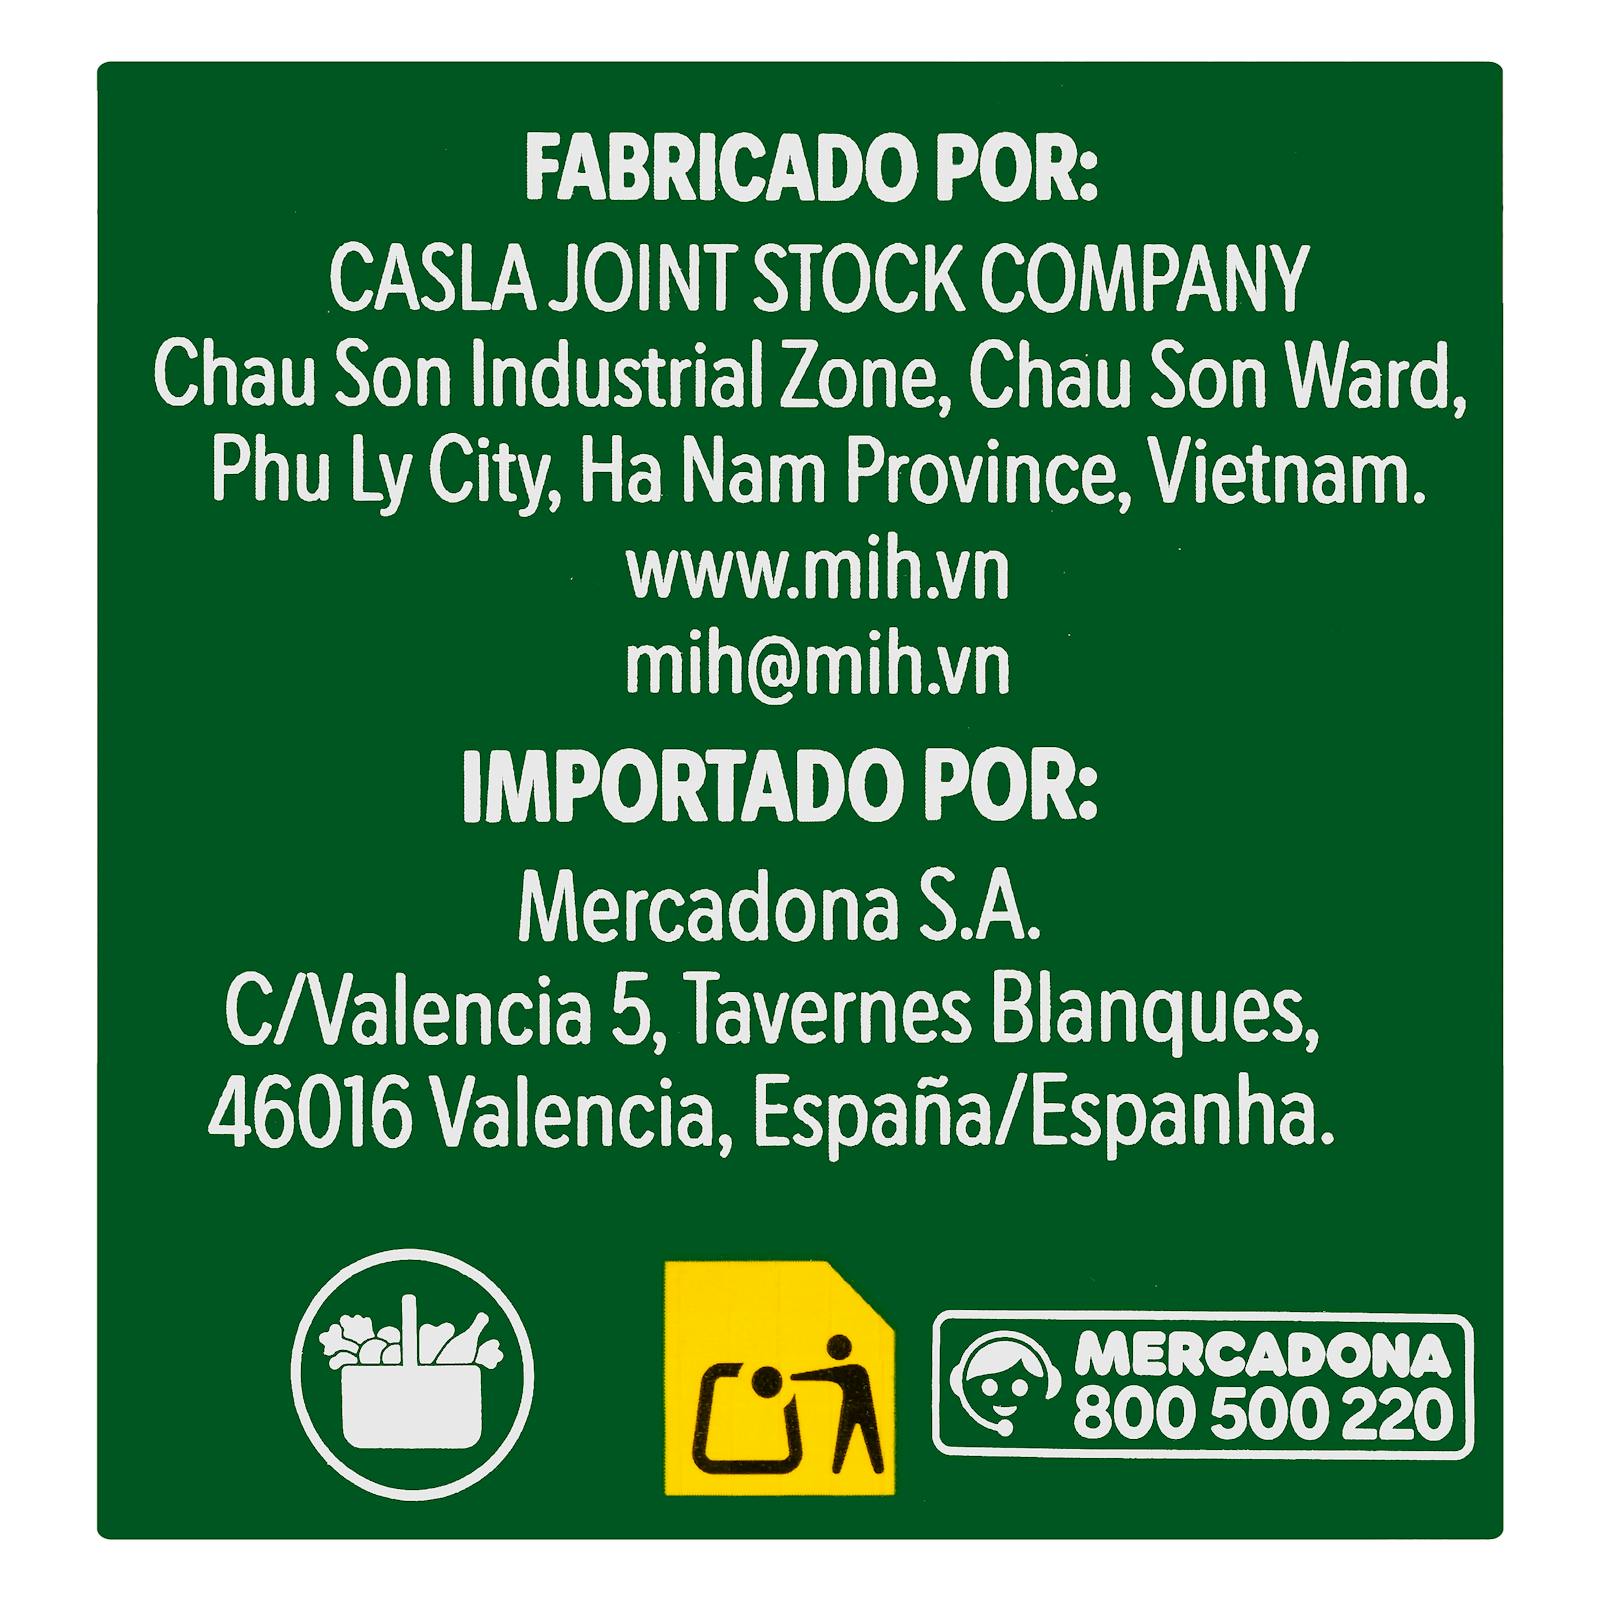 FABRICADO POR:
CASLA JOINT STOCK COMPANY
Chau Son Industrial Zone, Chau Son Ward,
Phu Ly City, Ha Nam Province, Vietnam.
www.mih.vn
mih@mih.vn
IMPORTADO POR:
Mercadona S.A.
C/Valencia 5, Tavernes Blanques,
46016 Valencia, España/Espanha.
MERCADONA
800 500 220